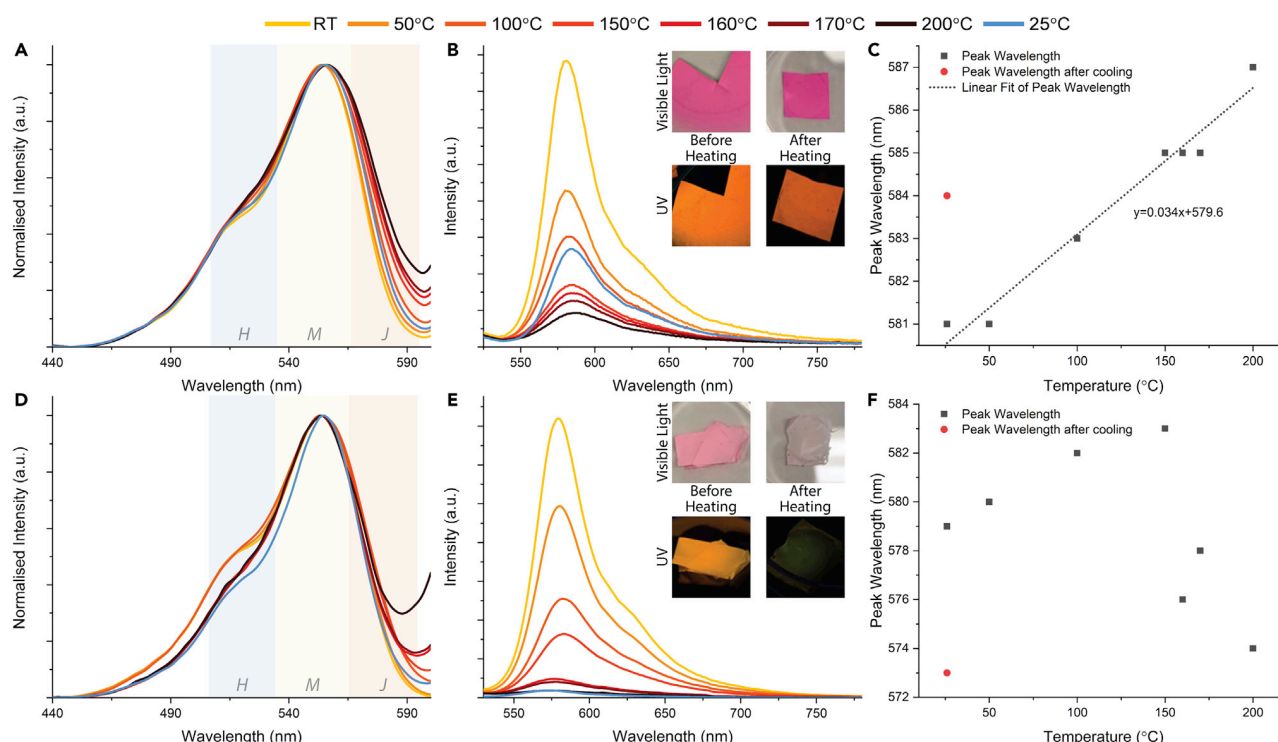 RT 50°C 100°C 150°C 160°C 170°C 200°C 25°C
A
Normalised Intensity (a.u.)
H M J
440 490 540 590
Wavelength (nm)
B
Intensity (a.u.)
Visible Light
Before Heating
After Heating
UV
550 600 650 700 750
Wavelength (nm)
C
Peak Wavelength
Peak Wavelength after cooling
Linear Fit of Peak Wavelength
y=0.034x+579.6
Peak Wavelength (nm)
587
586
585
584
583
582
581
50 100 150 200
Temperature (°C)
D
Normalised Intensity (a.u.)
H M J
440 490 540 590
Wavelength (nm)
E
Intensity (a.u.)
Visible Light
Before Heating
After Heating
UV
550 600 650 700 750
Wavelength (nm)
F
Peak Wavelength
Peak Wavelength after cooling
Peak Wavelength (nm)
584
582
580
578
576
574
572
50 100 150 200
Temperature (°C)